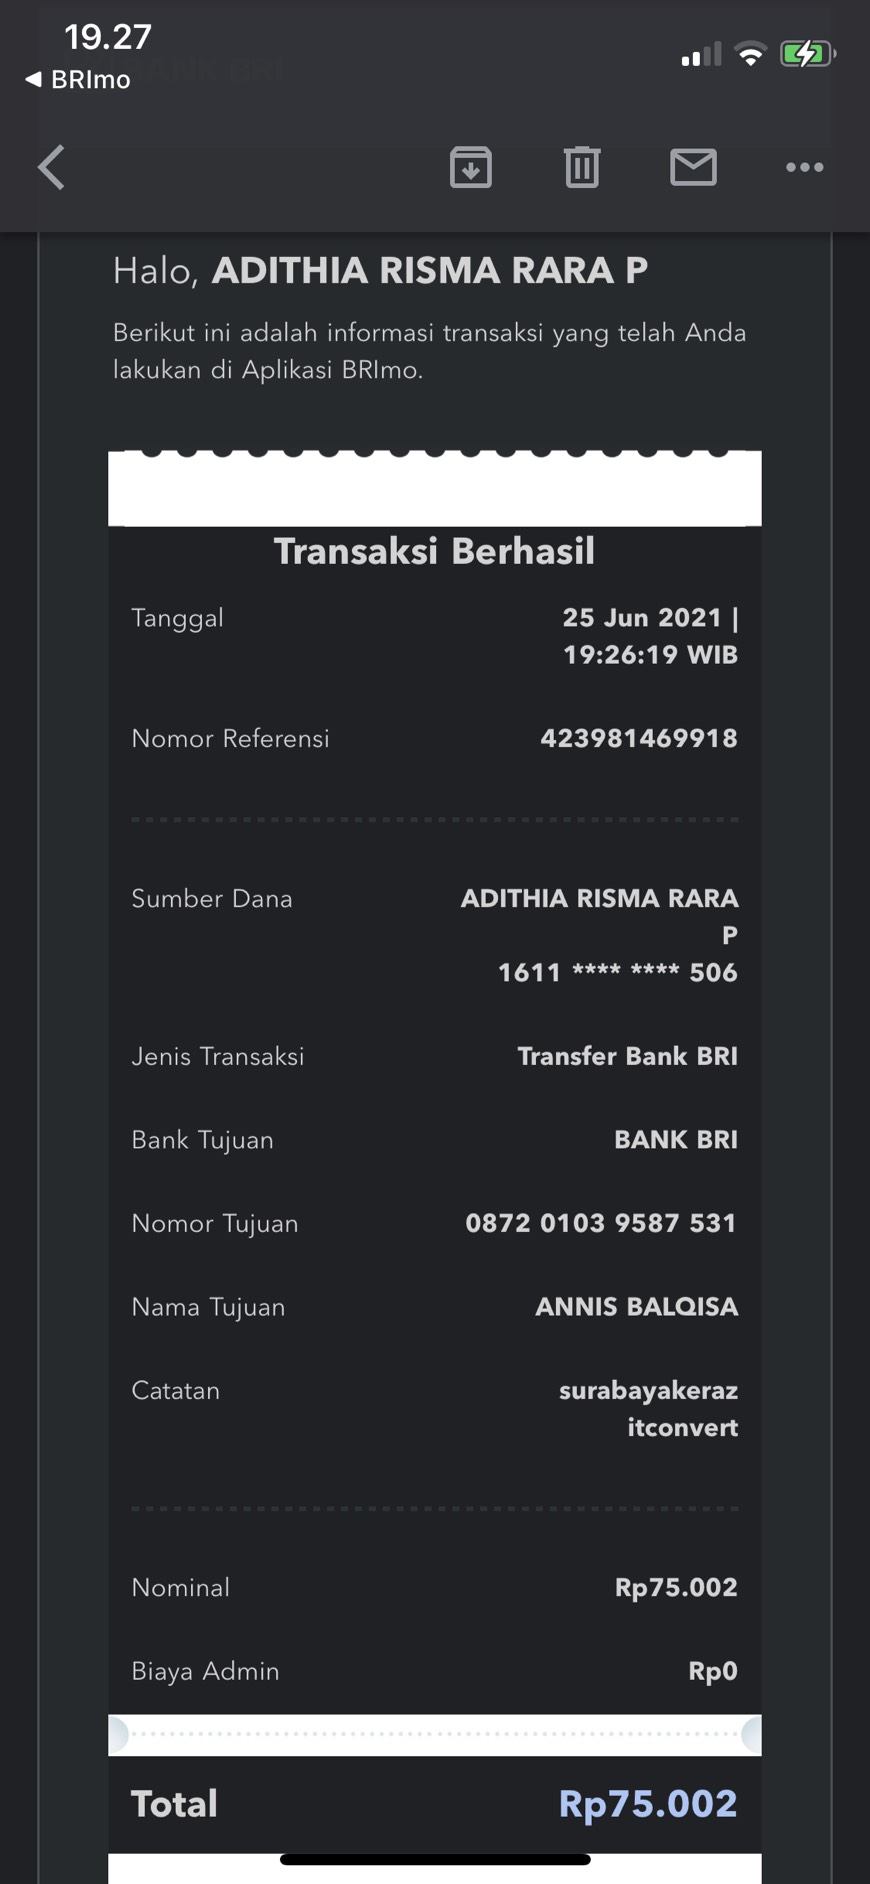 19.27
◀ BRImo
BANK BRI
Halo, ADITHIA RISMA RARA P
Berikut ini adalah informasi transaksi yang telah Anda
lakukan di Aplikasi BRImo.
Transaksi Berhasil
Tanggal 25 Jun 2021 |
19:26:19 WIB
Nomor Referensi 423981469918
Sumber Dana ADITHIA RISMA RARA
P
1611 **** **** 506
Jenis Transaksi Transfer Bank BRI
Bank Tujuan BANK BRI
Nomor Tujuan 0872 0103 9587 531
Nama Tujuan ANNIS BALQISA
Catatan surabayakeraz
itconvert
Nominal Rp75.002
Biaya Admin Rp0
Total Rp75.002